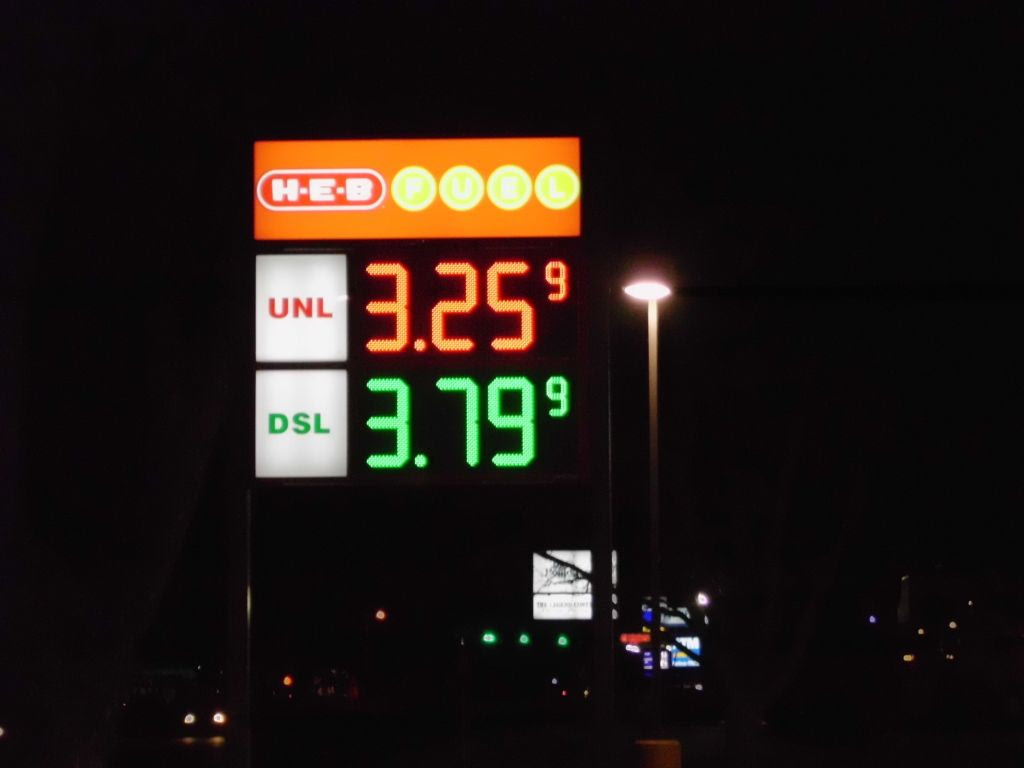 H-E-B FUEL
UNL 3.25 9
DSL 3.79 9